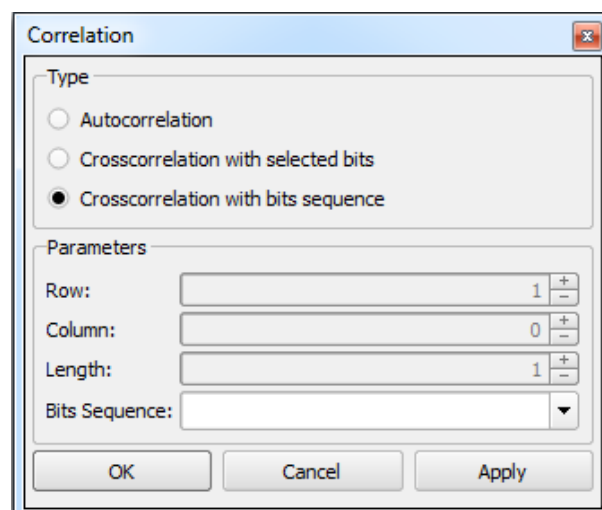 Correlation
Type
Autocorrelation
Crosscorrelation with selected bits
Crosscorrelation with bits sequence
Parameters
Row: 1
Column: 0
Length: 1
Bits Sequence:
OK Cancel Apply